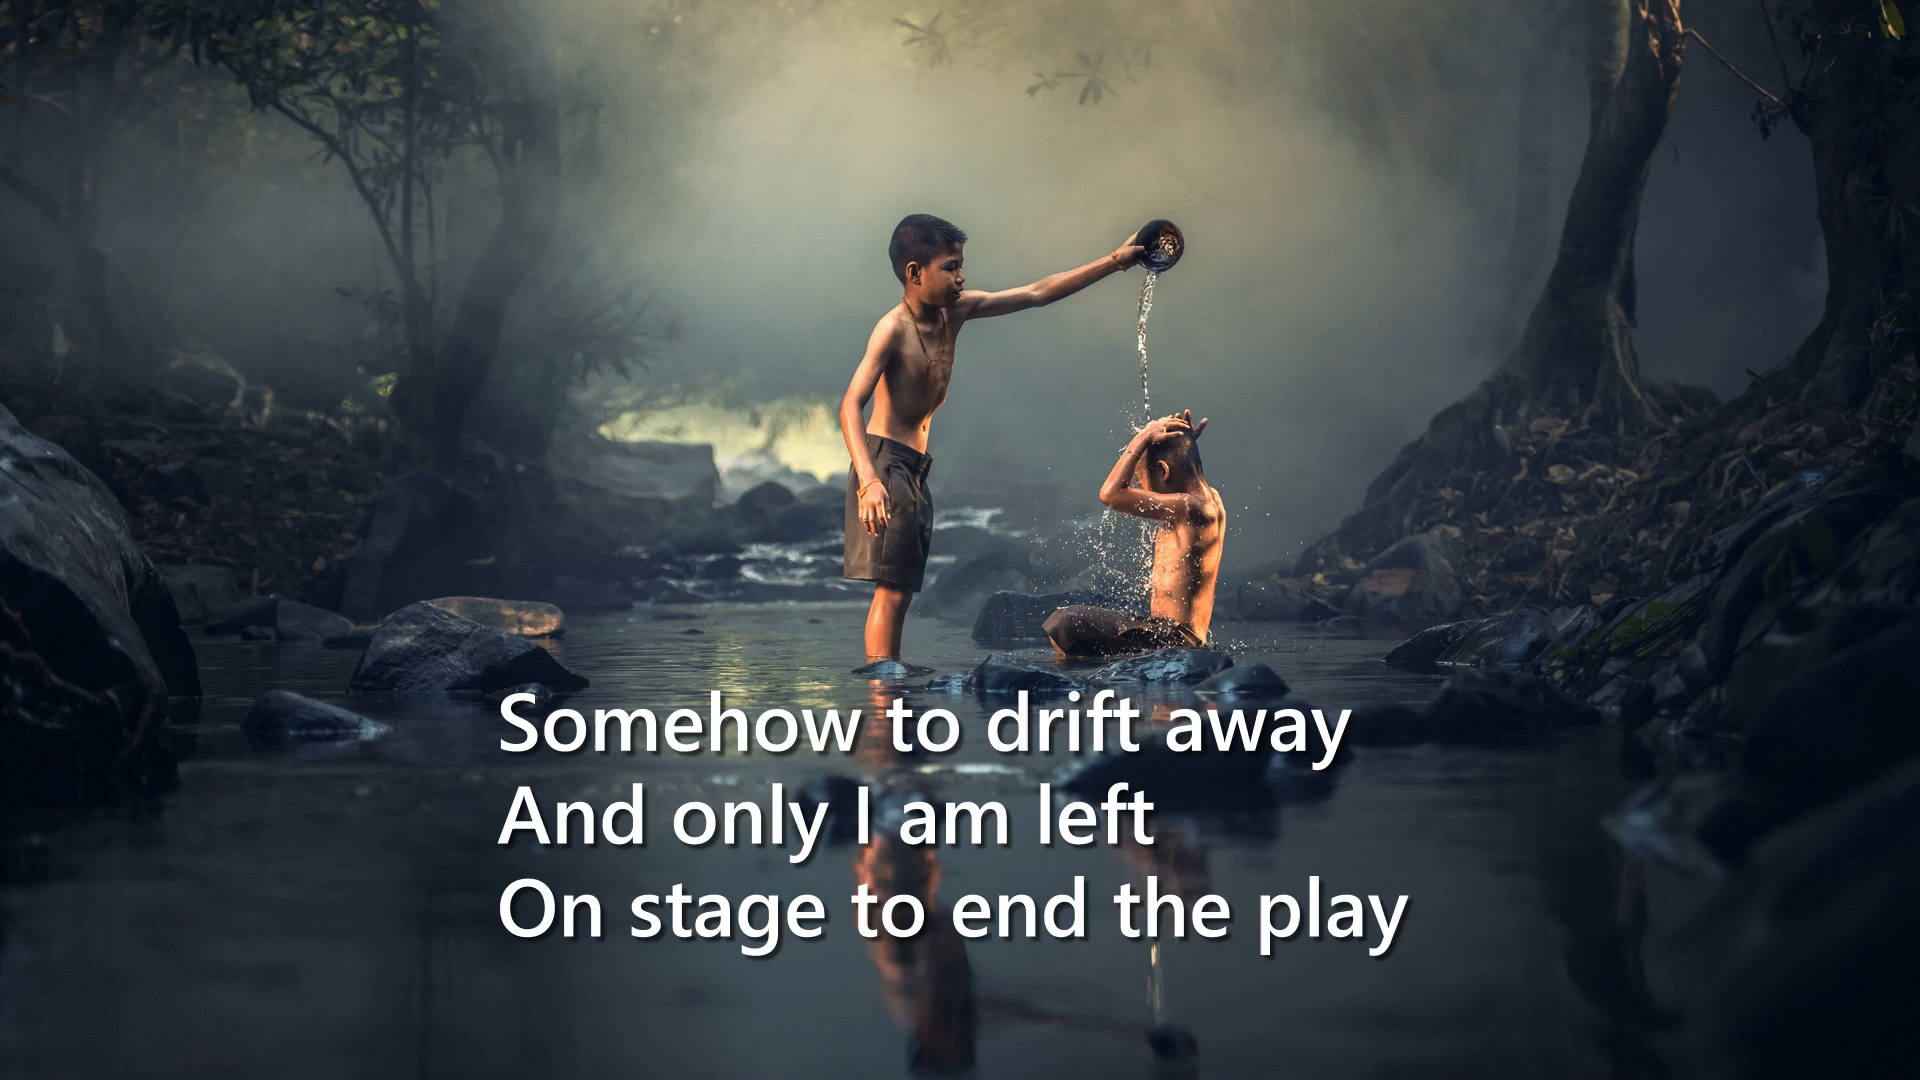 Somehow to drift away
And only I am left
On stage to end the play